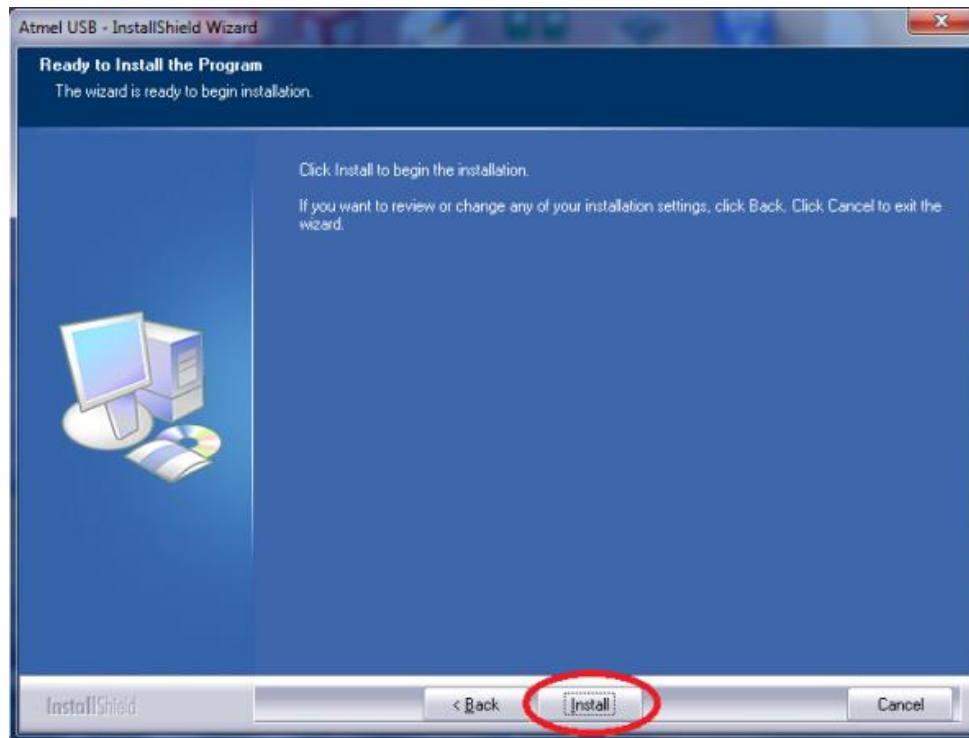 Atmel USB - InstallShield Wizard
Ready to Install the Program
The wizard is ready to begin installation.
Click Install to begin the installation.
If you want to review or change any of your installation settings, click Back. Click Cancel to exit the
wizard.
InstallShield
< Back Install Cancel